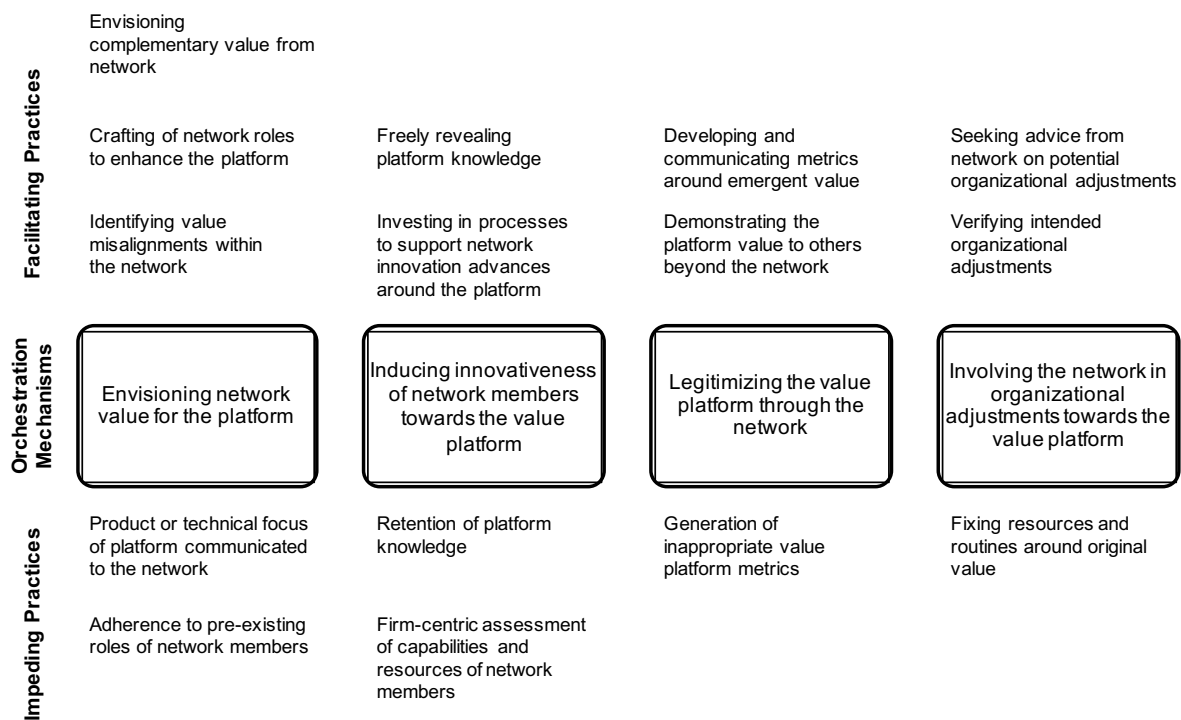 Facilitating Practices
Envisioning
complementary value from
network
Crafting of network roles
to enhance the platform
Identifying value
misalignments within
the network
Freely revealing
platform knowledge
Investing in processes
to support network
innovation advances
around the platform
Developing and
communicating metrics
around emergent value
Demonstrating the
platform value to others
beyond the network
Seeking advice from
network on potential
organizational adjustments
Verifying intended
organizational
adjustments
Orchestration
Mechanisms
Envisioning network
value for the platform
Inducing innovativeness
of network members
towards the value
platform
Legitimizing the value
platform through the
network
Involving the network in
organizational
adjustments towards the
value platform
Impeding Practices
Product or technical focus
of platform communicated
to the network
Adherence to pre-existing
roles of network members
Retention of platform
knowledge
Firm-centric assessment
of capabilities and
resources of network
members
Generation of
inappropriate value
platform metrics
Fixing resources and
routines around original
value